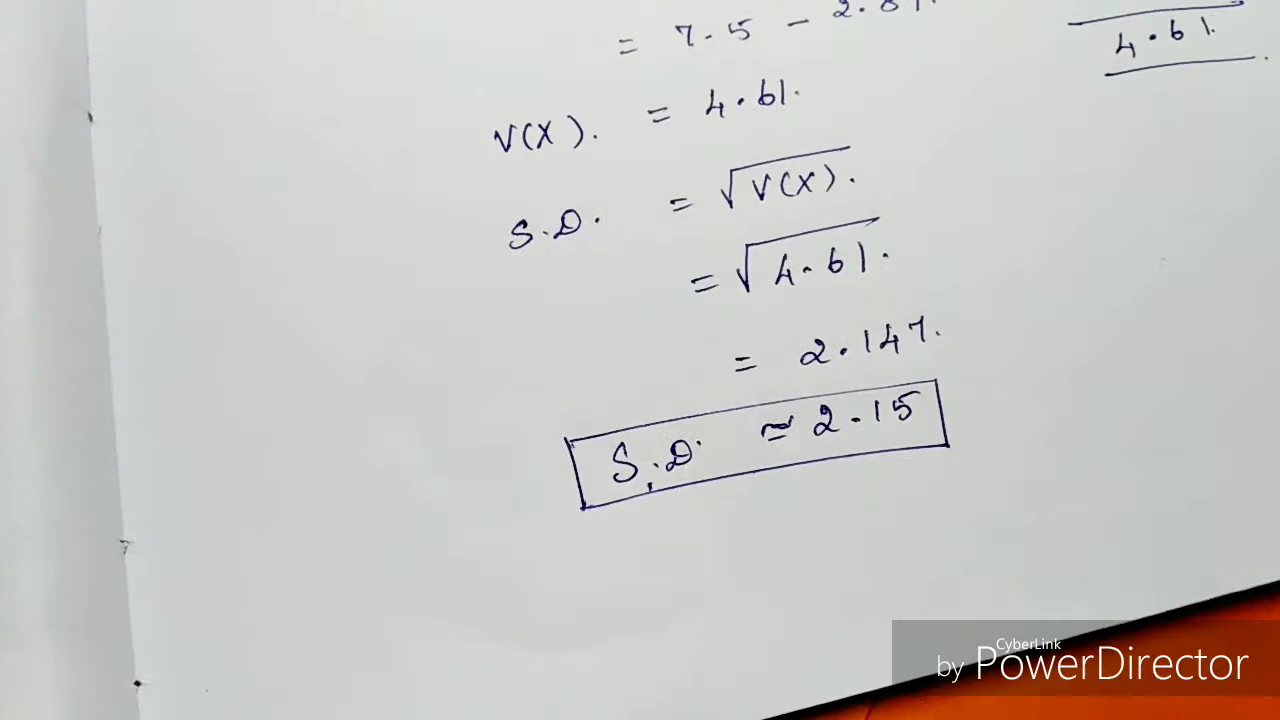 = 7.5 -
4.61.
V(X). = 4.61.
S.D. = √V(X).
= √4.61.
= 2.147.
S.D. ≃ 2.15
CyberLink
by PowerDirector